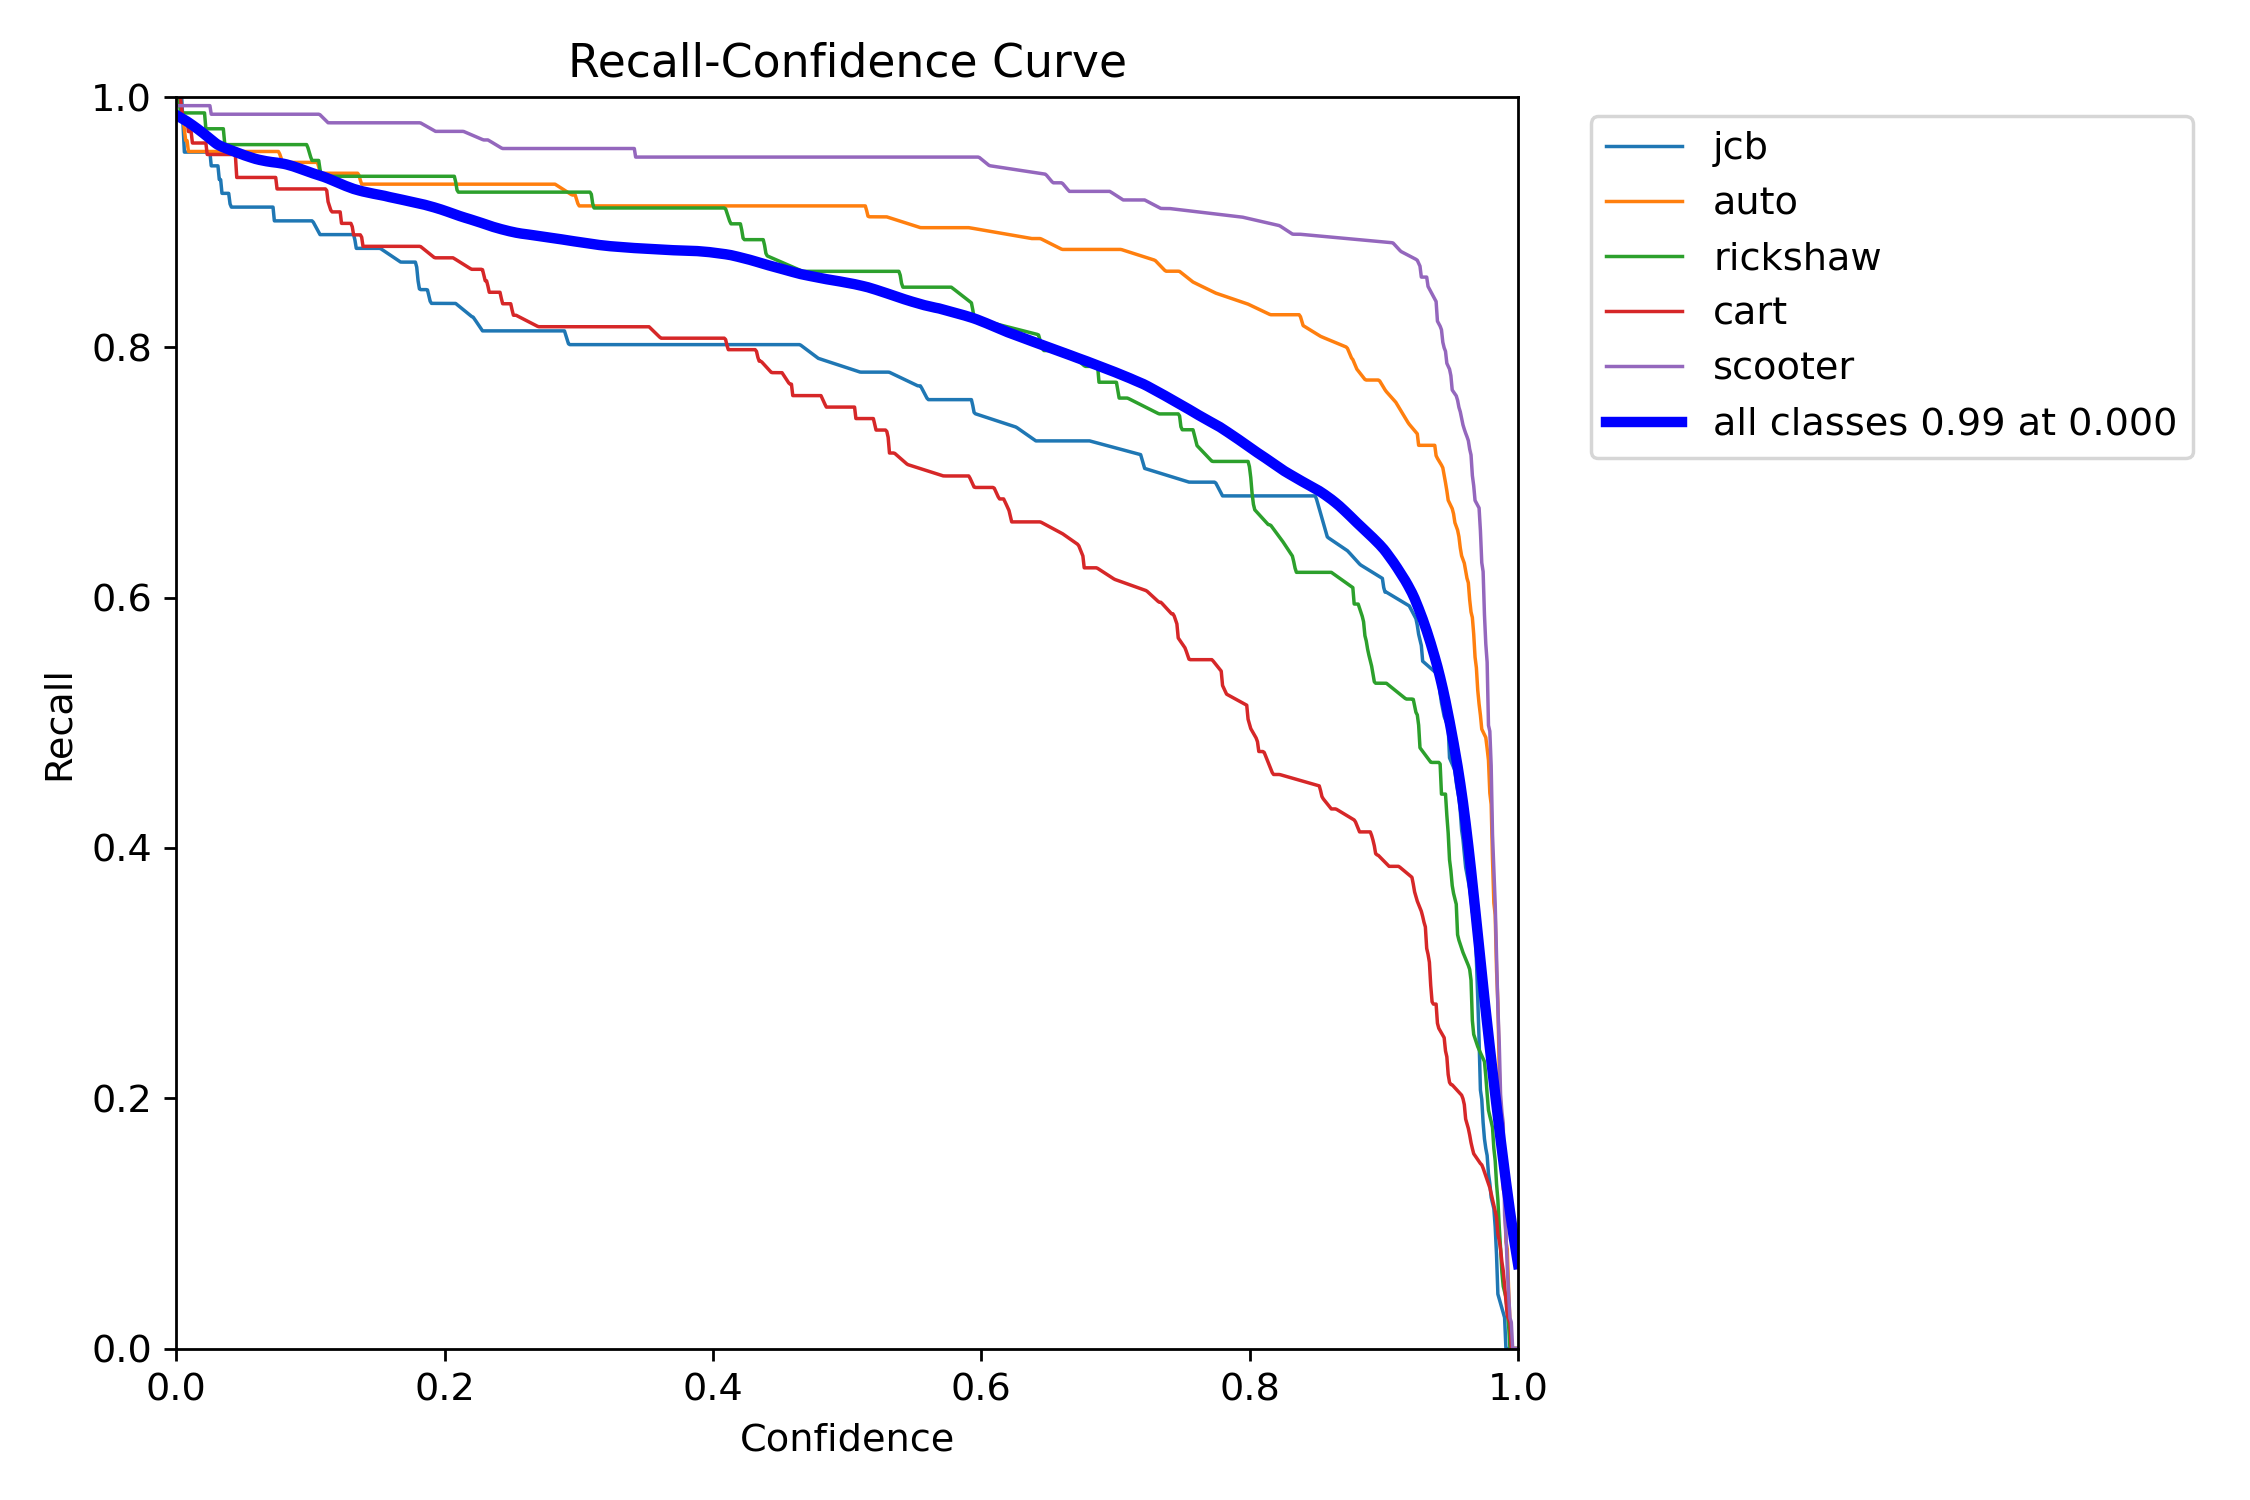 Recall-Confidence Curve
1.0
0.8
0.6
0.4
0.2
0.0
Recall
0.0 0.2 0.4 0.6 0.8 1.0
Confidence
jcb
auto
rickshaw
cart
scooter
all classes 0.99 at 0.000